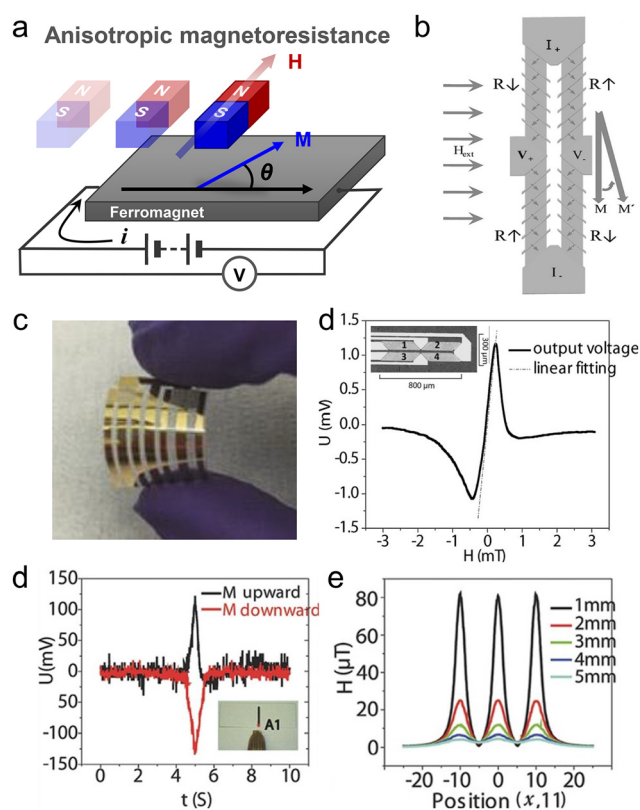 a
Anisotropic magnetoresistance
H
N
N
N
S
S
S
M
θ
Ferromagnet
i
V
b
I+
R↓
R↑
Hext
V+
V-
M
M′
R↑
R↓
I-
c
d
1.5
1.0
0.5
0.0
-0.5
-1.0
-1.5
U (mV)
1
2
3
4
300 μm
800 μm
output voltage
linear fitting
-3
-2
-1
0
1
2
3
H (mT)
d
150
100
50
0
-50
-100
-150
U(mV)
M upward
M downward
A1
0
2
4
6
8
10
t (S)
e
80
60
40
20
0
H (μT)
1mm
2mm
3mm
4mm
5mm
-20
-10
0
10
20
Position (x,11)